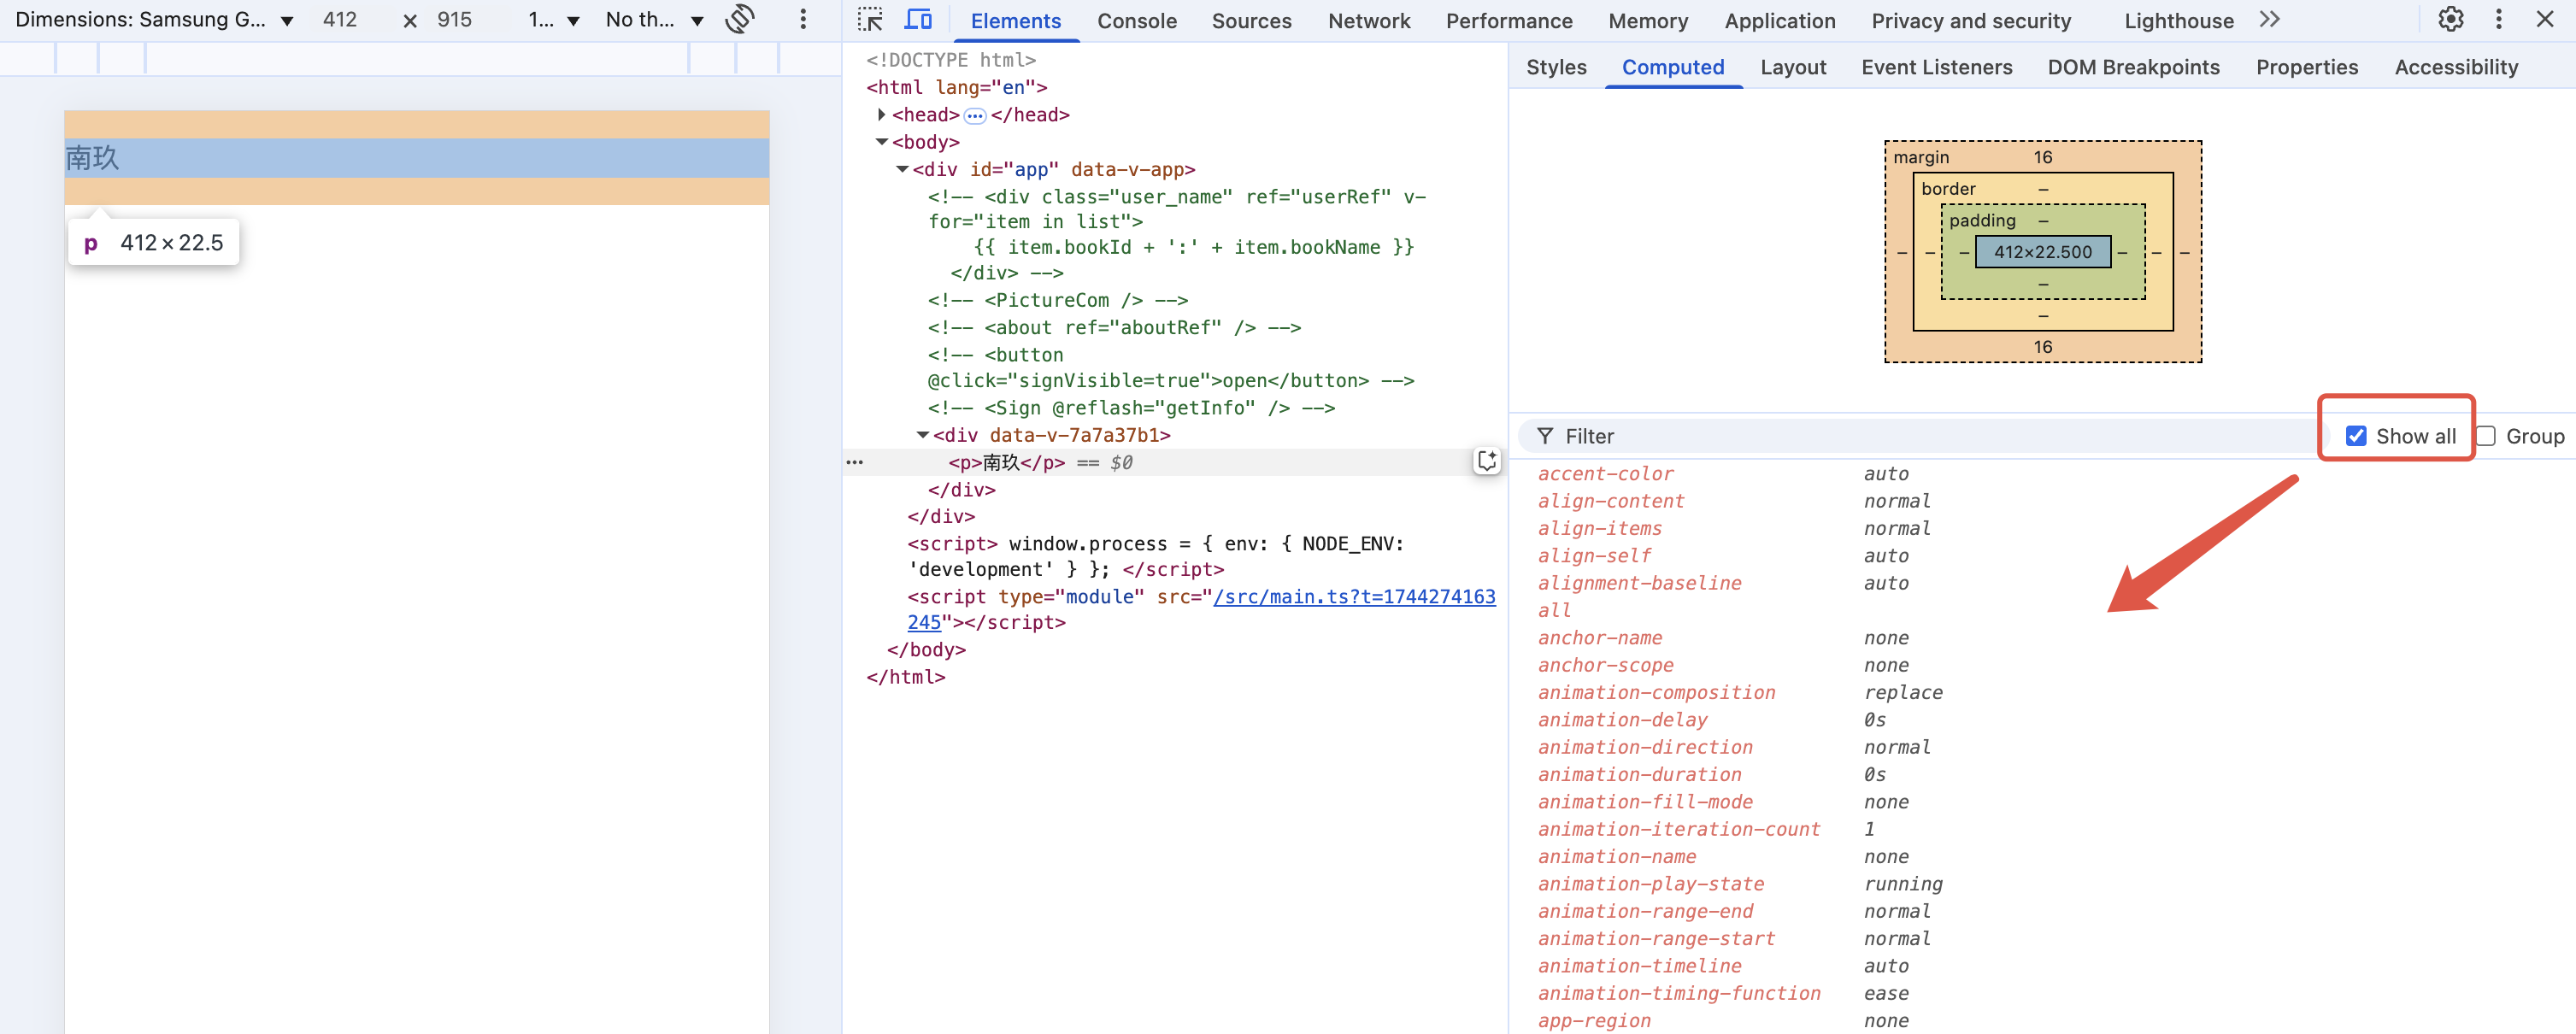 Dimensions: Samsung G... ▼ 412 × 915 1... ▼ No th... ▼
Elements Console Sources Network Performance Memory Application Privacy and security Lighthouse
南玖
p 412×22.5
<!DOCTYPE html>
<html lang="en">
<head>…</head>
<body>
<div id="app" data-v-app>
<!-- <div class="user_name" ref="userRef" v-
for="item in list">
{{ item.bookId + ':' + item.bookName }}
</div> -->
<!-- <PictureCom /> -->
<!-- <about ref="aboutRef" /> -->
<!-- <button
@click="signVisible=true">open</button> -->
<!-- <Sign @reflash="getInfo" /> -->
<div data-v-7a7a37b1>
<p>南玖</p> == $0
</div>
</div>
<script> window.process = { env: { NODE_ENV:
'development' } }; </script>
<script type="module" src="/src/main.ts?t=1744274163
245"></script>
</body>
</html>
Styles Computed Layout Event Listeners DOM Breakpoints Properties Accessibility
margin 16
border –
padding –
– – – 412×22.500 – – –
–
–
16
Filter Show all Group
accent-color auto
align-content normal
align-items normal
align-self auto
alignment-baseline auto
all
anchor-name none
anchor-scope none
animation-composition replace
animation-delay 0s
animation-direction normal
animation-duration 0s
animation-fill-mode none
animation-iteration-count 1
animation-name none
animation-play-state running
animation-range-end normal
animation-range-start normal
animation-timeline auto
animation-timing-function ease
app-region none